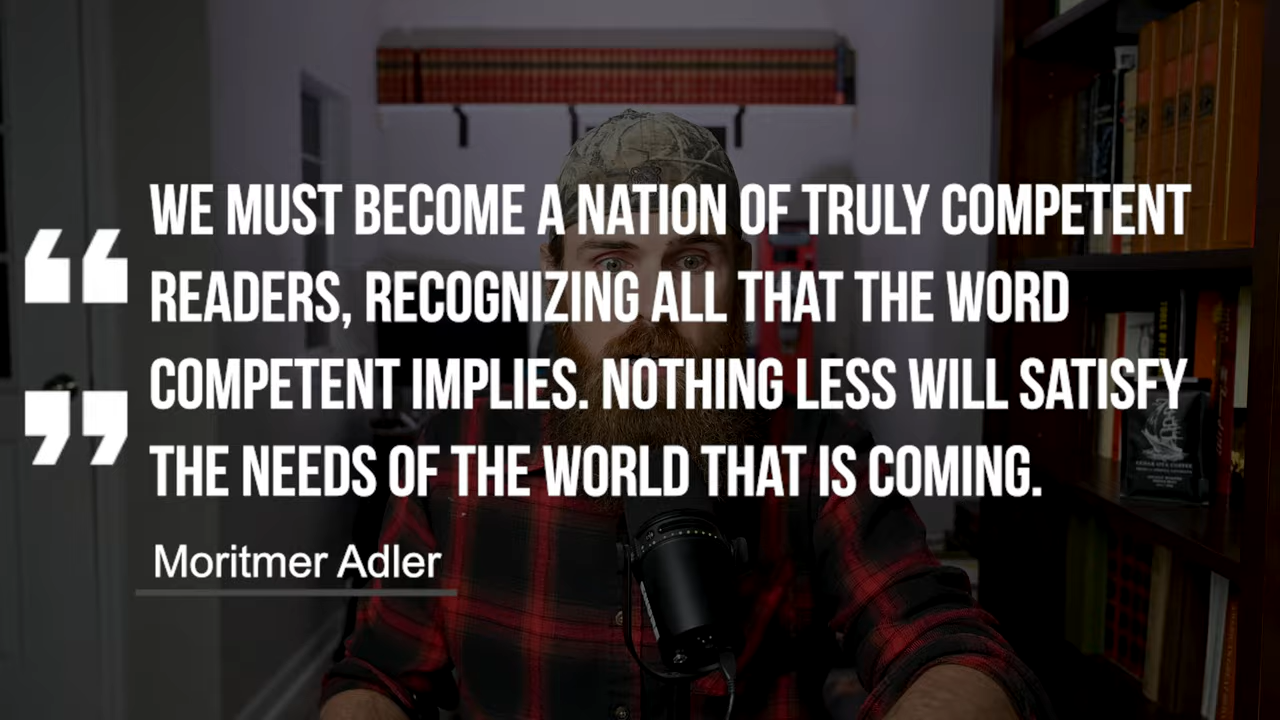 WE MUST BECOME A NATION OF TRULY COMPETENT
READERS, RECOGNIZING ALL THAT THE WORD
COMPETENT IMPLIES. NOTHING LESS WILL SATISFY
THE NEEDS OF THE WORLD THAT IS COMING.
Moritmer Adler